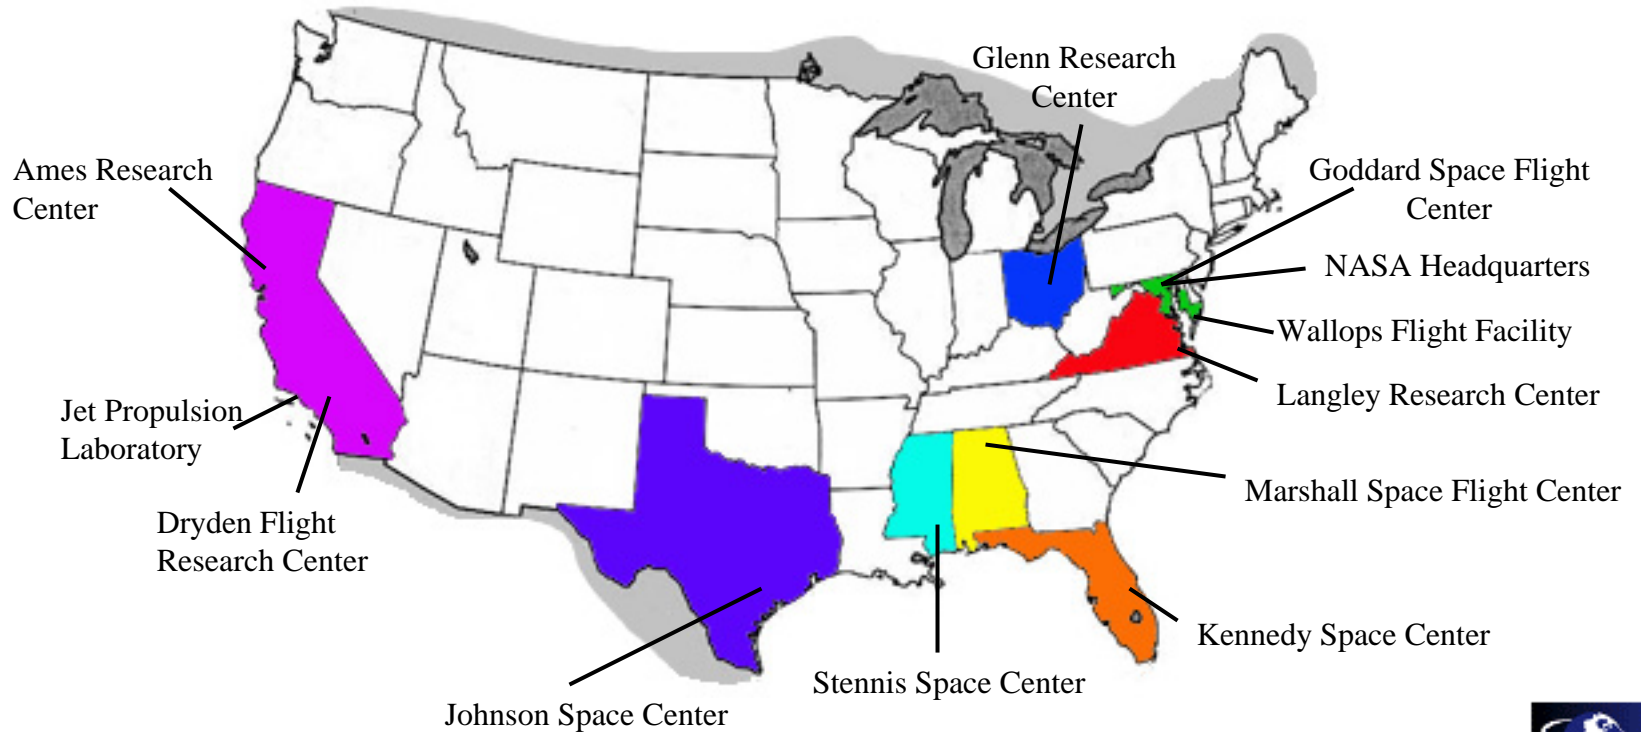 Glenn Research
Center
Ames Research
Center
Goddard Space Flight
Center
NASA Headquarters
Wallops Flight Facility
Langley Research Center
Jet Propulsion
Laboratory
Marshall Space Flight Center
Dryden Flight
Research Center
Kennedy Space Center
Stennis Space Center
Johnson Space Center